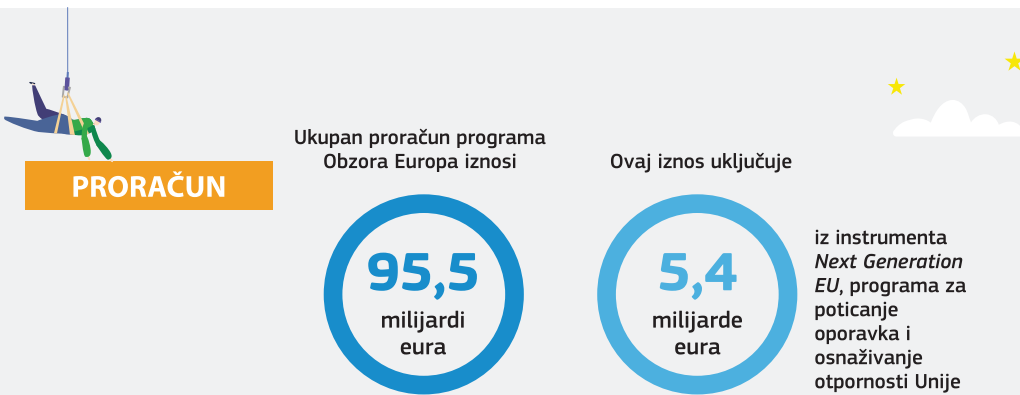 PRORAČUN
Ukupan proračun programa
Obzora Europa iznosi
95,5
milijardi
eura
Ovaj iznos uključuje
5,4
milijarde
eura
iz instrumenta
Next Generation
EU, programa za
poticanje
oporavka i
osnaživanje
otpornosti Unije